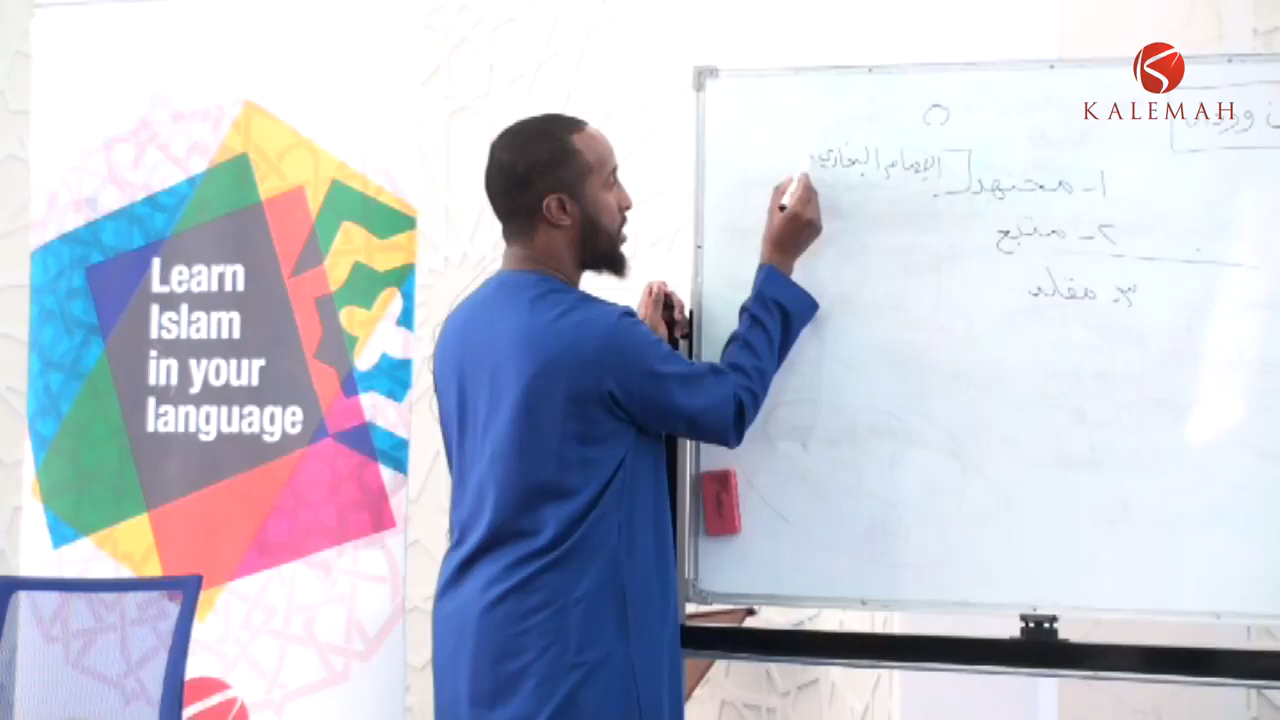 Learn
Islam
in your
language
KALEMAH
١- مجتهد [ الإمام البخاري
٢- متبع
٣- مقلد